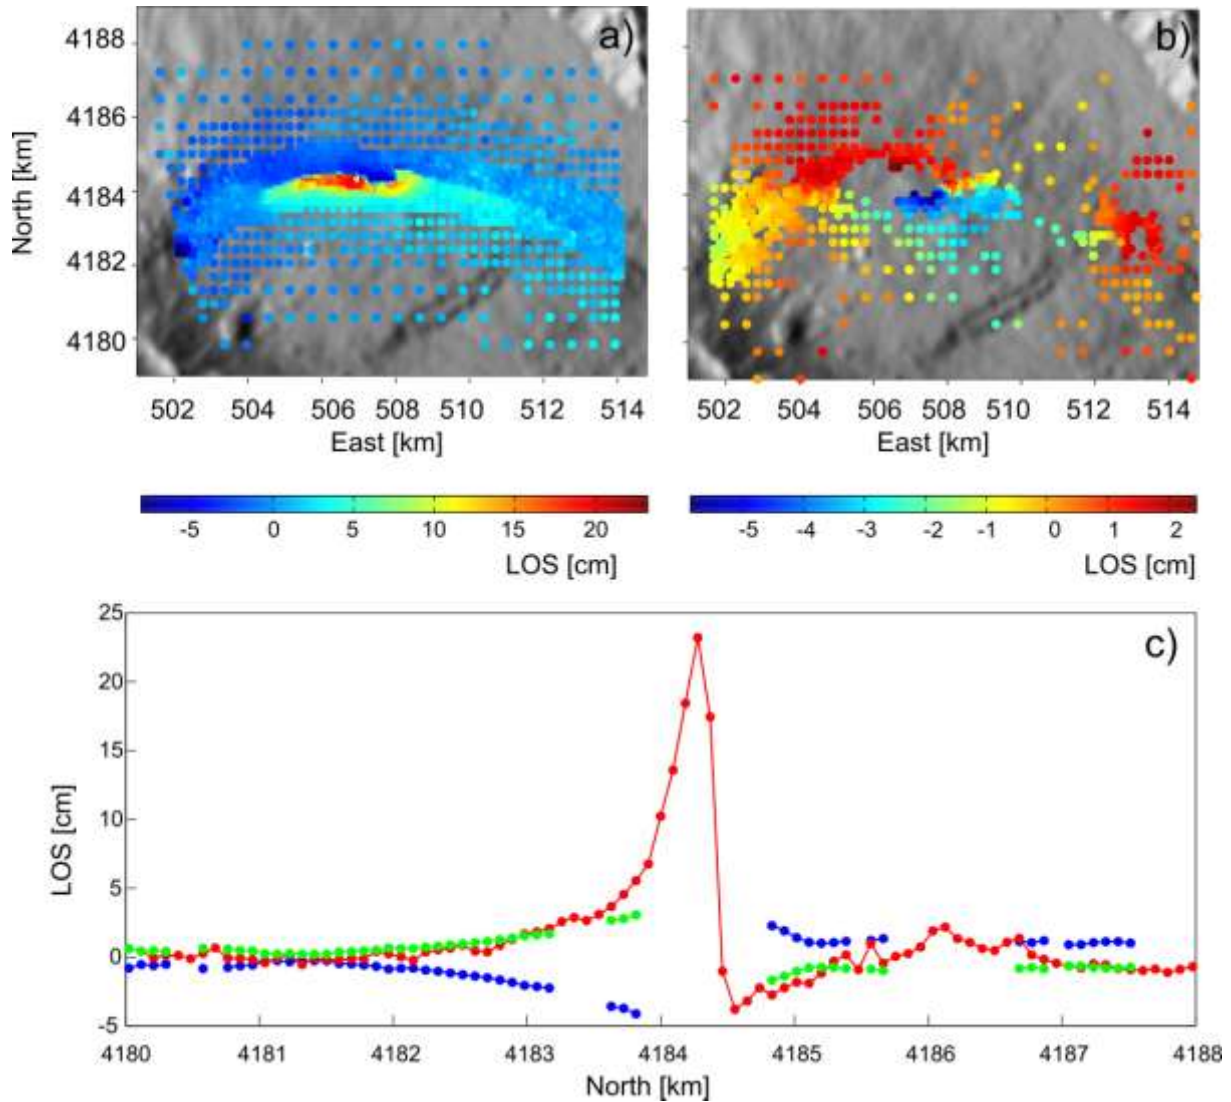 a)
b)
4188
4186
4184
4182
4180
North [km]
502 504 506 508 510 512 514
East [km]
502 504 506 508 510 512 514
East [km]
-5 0 5 10 15 20
LOS [cm]
-5 -4 -3 -2 -1 0 1 2
LOS [cm]
c)
25
20
15
10
5
0
-5
LOS [cm]
4180 4181 4182 4183 4184 4185 4186 4187 4188
North [km]